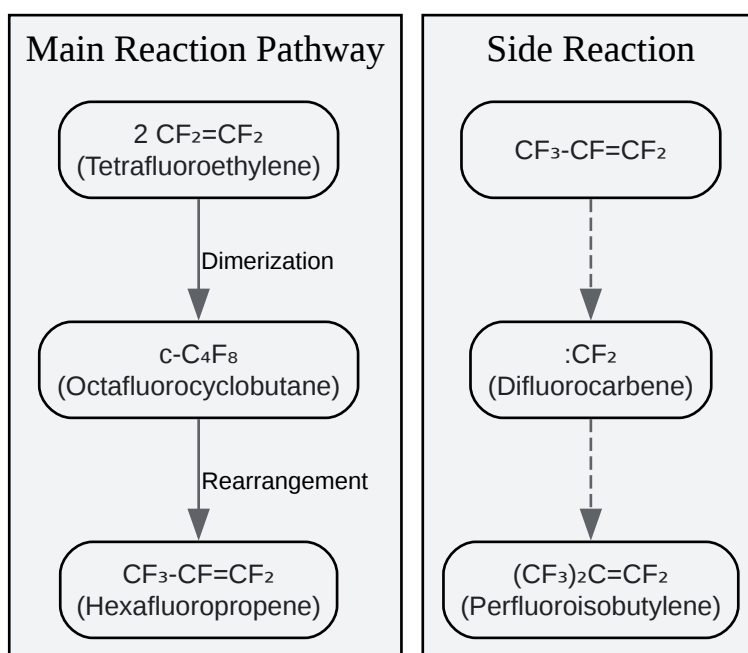 Main Reaction Pathway
2 CF₂=CF₂
(Tetrafluoroethylene)
Dimerization
c-C₄F₈
(Octafluorocyclobutane)
Rearrangement
CF₃-CF=CF₂
(Hexafluoropropene)
Side Reaction
CF₃-CF=CF₂
:CF₂
(Difluorocarbene)
(CF₃)₂C=CF₂
(Perfluoroisobutylene)